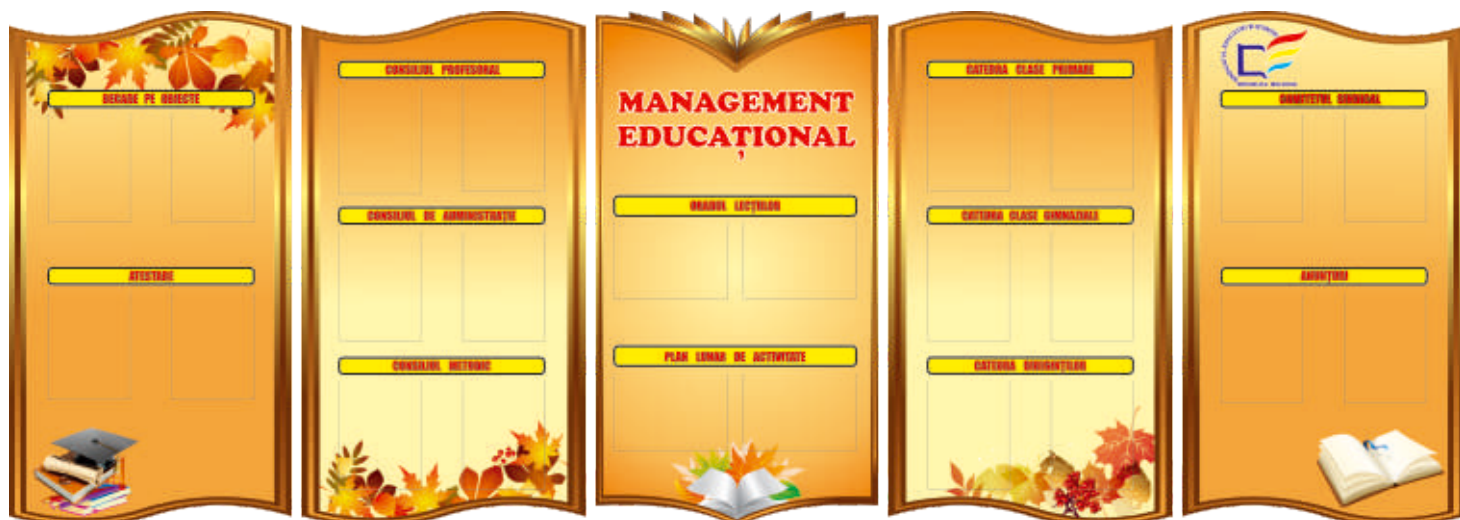 DECADE PE OBIECTE
ATESTARE
CONSILIUL PROFESORAL
CONSILIUL DE ADMINISTRAȚIE
CONSILIUL METODIC
MANAGEMENT
EDUCAȚIONAL
ORARUL LECȚIILOR
PLAN LUNAR DE ACTIVITATE
CATEDRA CLASE PRIMARE
CATEDRA CLASE GIMNAZIALE
CATEDRA DIRIGINȚILOR
COMITETUL SINDICAL
ANUNȚURI